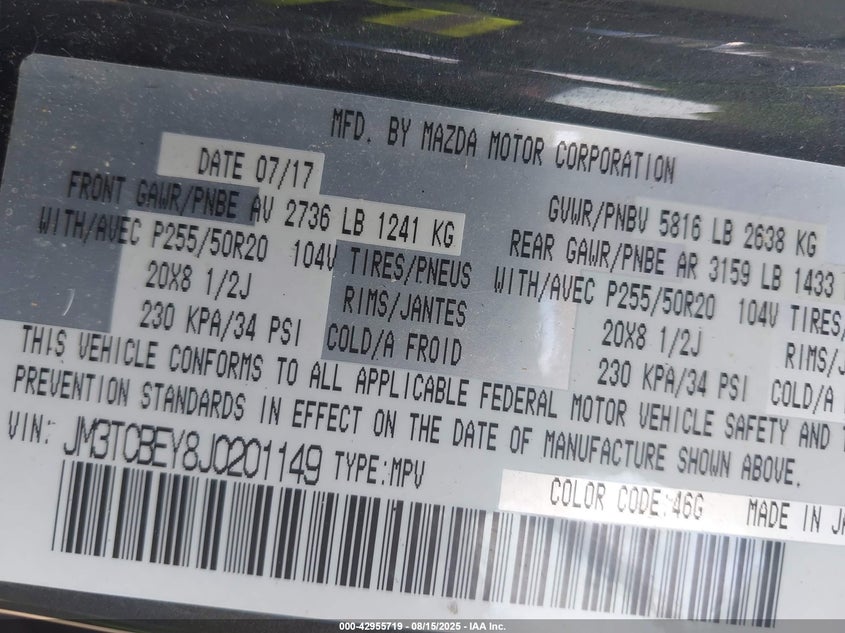 MFD. BY MAZDA MOTOR CORPORATION
DATE 07/17
GVWR/PNBV 5816 LB 2638 KG
FRONT GAWR/PNBE AV 2736 LB 1241 KG
REAR GAWR/PNBE AR 3159 LB 1433
WITH/AVEC P255/50R20 104V TIRES/PNEUS
WITH/AVEC P255/50R20 104V TIRES/
20X8 1/2J RIMS/JANTES
20X8 1/2J RIMS/
230 KPA/34 PSI COLD/A FROID
230 KPA/34 PSI COLD/A
THIS VEHICLE CONFORMS TO ALL APPLICABLE FEDERAL MOTOR VEHICLE SAFETY AND
PREVENTION STANDARDS IN EFFECT ON THE DATE OF MANUFACTURE SHOWN ABOVE.
VIN: JM3TCBEY8J0201149 TYPE:MPV
COLOR CODE:46G MADE IN
000-42955719 - 08/15/2025 - IAA Inc.